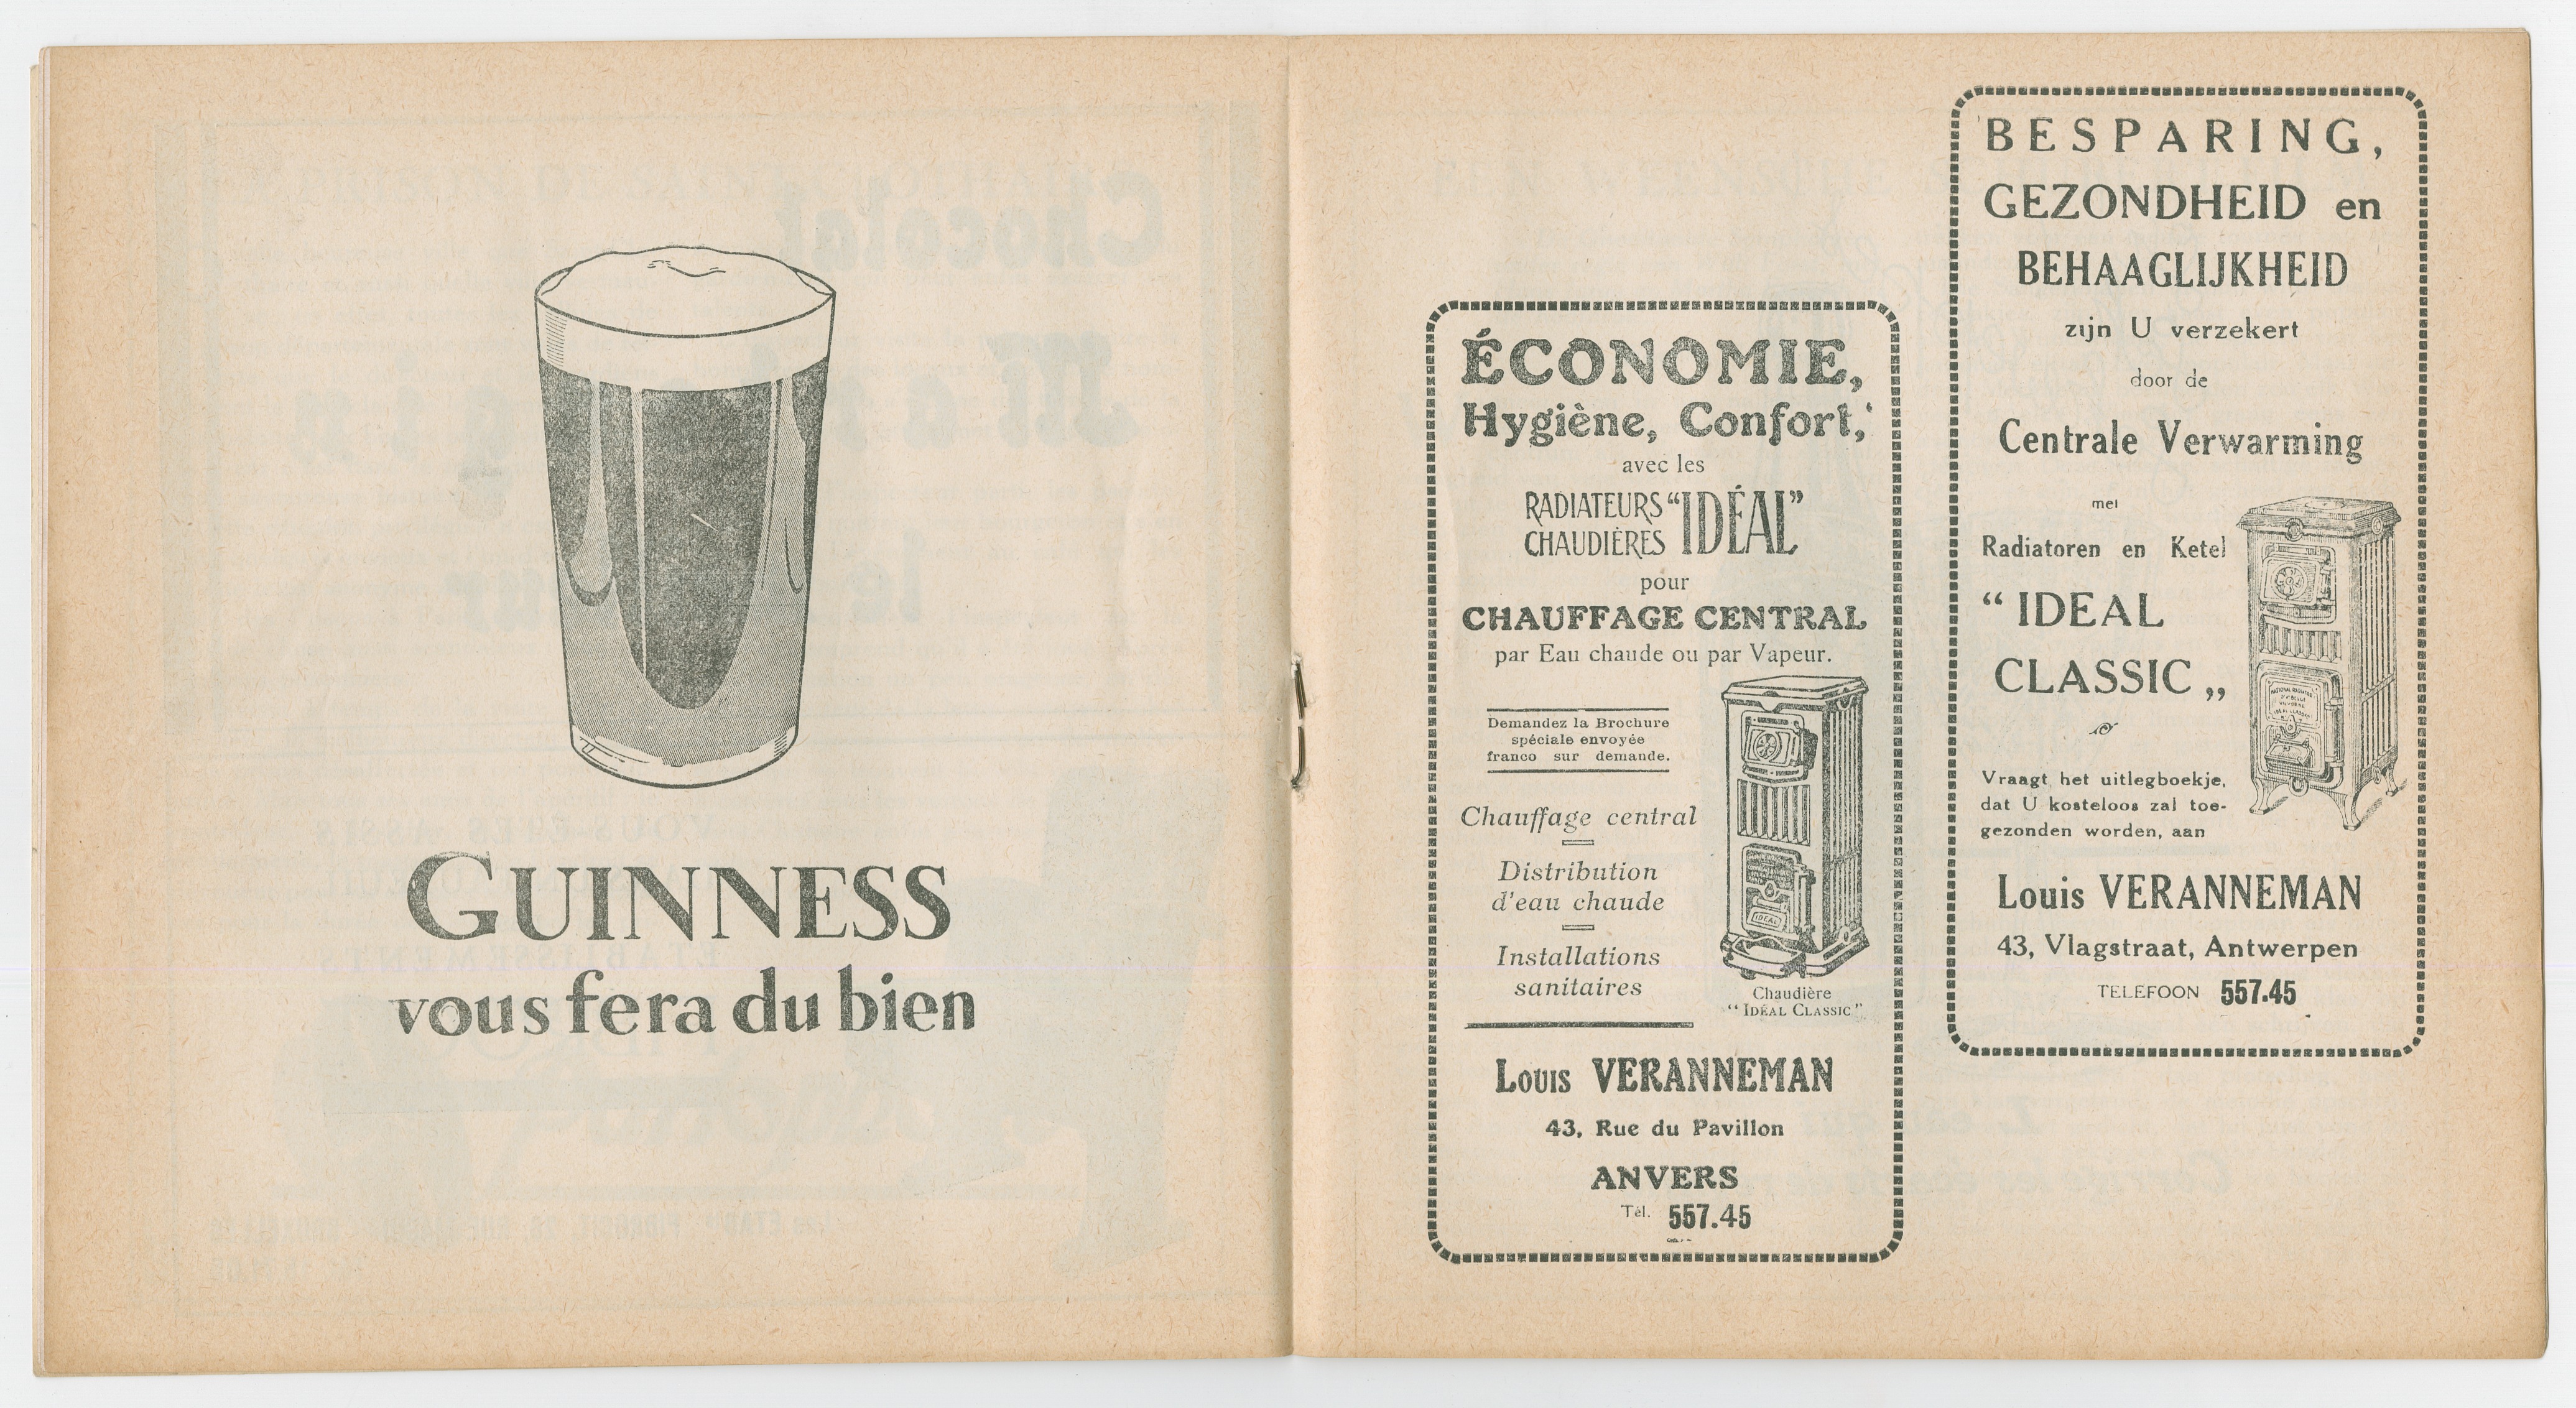 GUINNESS
vous fera du bien
ÉCONOMIE,
Hygiène, Confort,
avec les
RADIATEURS
CHAUDIÈRES
"IDÉAL"
pour
CHAUFFAGE CENTRAL
par Eau chaude ou par Vapeur.
Demandez la Brochure
spéciale envoyée
franco sur demande.
Chauffage central
Distribution
d'eau chaude
Installations
sanitaires
IDEAL
Chaudière
"IDÉAL CLASSIC"
Louis VERANNEMAN
43, Rue du Pavillon
ANVERS
Tél. 557.45
BESPARING,
GEZONDHEID en
BEHAAGLIJKHEID
zijn U verzekert
door de
Centrale Verwarming
met
Radiatoren en Ketel
"IDEAL
CLASSIC„
NATIONAL RADIATOR
Vraagt het uitlegboekje,
dat U kosteloos zal toe-
gezonden worden, aan
Louis VERANNEMAN
43, Vlagstraat, Antwerpen
TELEFOON 557.45